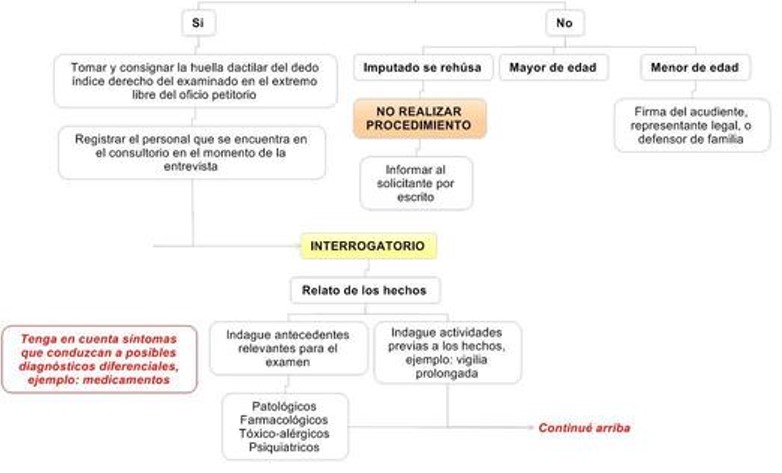 Si
No
Tomar y consignar la huella dactilar del dedo
índice derecho del examinado en el extremo
libre del oficio petitorio
Imputado se rehúsa
Mayor de edad
Menor de edad
NO REALIZAR
PROCEDIMIENTO
Firma del acudiente,
representante legal, o
defensor de familia
Registrar el personal que se encuentra en
el consultorio en el momento de la
entrevista
Informar al
solicitante por
escrito
INTERROGATORIO
Relato de los hechos
Tenga en cuenta síntomas
que conduzcan a posibles
diagnósticos diferenciales,
ejemplo: medicamentos
Indague antecedentes
relevantes para el
examen
Indague actividades
previas a los hechos,
ejemplo: vigilia
prolongada
Patológicos
Farmacológicos
Tóxico-alérgicos
Psiquiatricos
Continué arriba